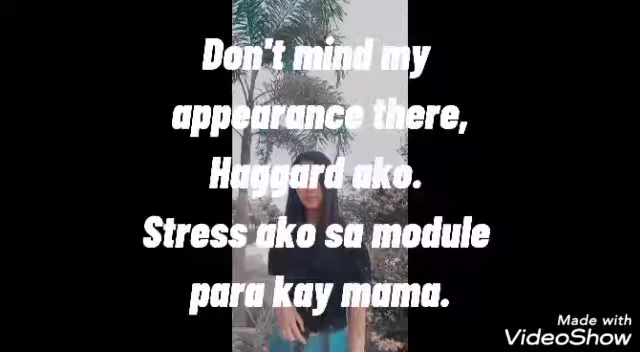 Don't mind my
appearance there,
Haggard ako.
Stress ako sa module
para kay mama.
Made with
VideoShow